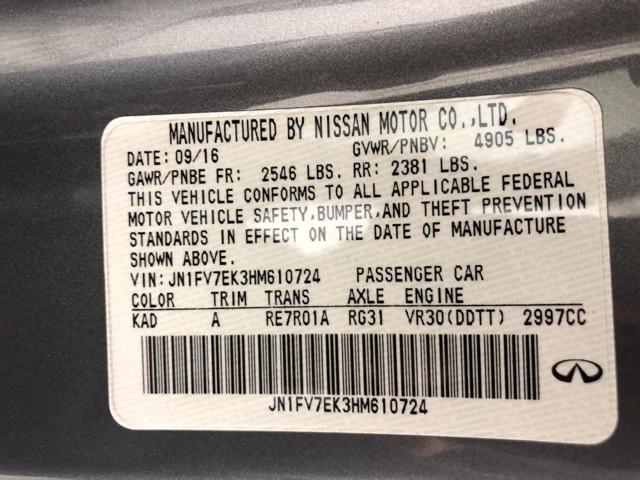 MANUFACTURED BY NISSAN MOTOR CO.,LTD.
DATE: 09/16 GVWR/PNBV: 4905 LBS.
GAWR/PNBE FR: 2546 LBS. RR: 2381 LBS.
THIS VEHICLE CONFORMS TO ALL APPLICABLE FEDERAL
MOTOR VEHICLE SAFETY,BUMPER,AND THEFT PREVENTION
STANDARDS IN EFFECT ON THE DATE OF MANUFACTURE
SHOWN ABOVE.
VIN:JN1FV7EK3HM610724 PASSENGER CAR
COLOR TRIM TRANS AXLE ENGINE
KAD A RE7R01A RG31 VR30(DDTT) 2997CC
JN1FV7EK3HM610724